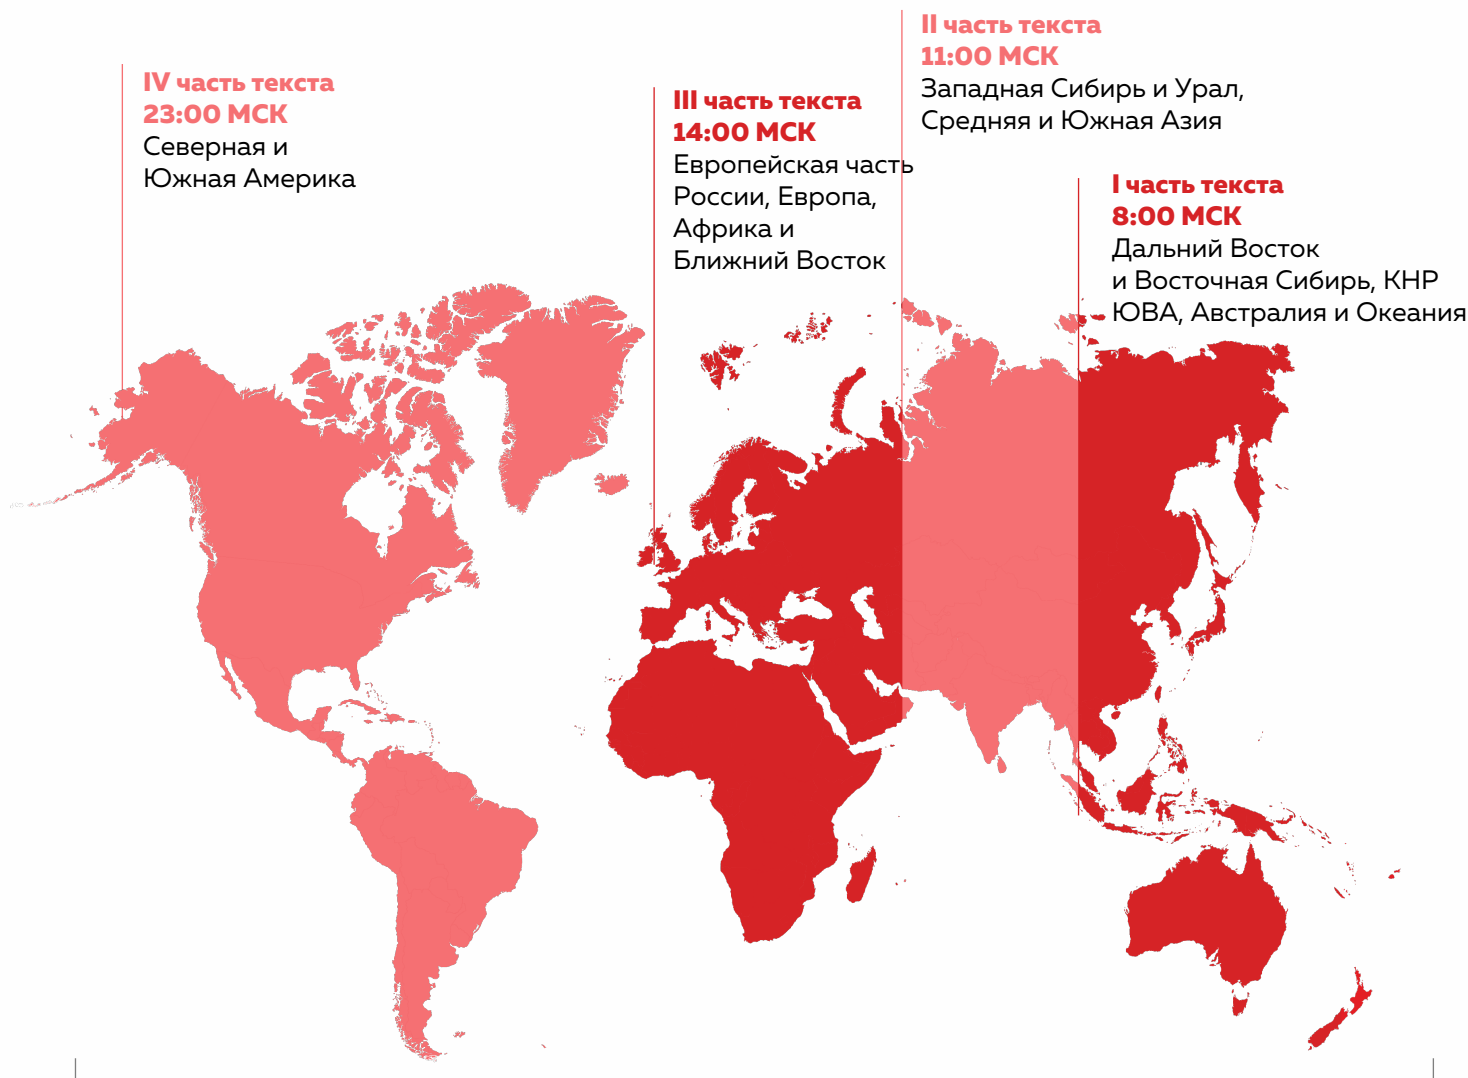 IV часть текста
23:00 МСК
Северная и
Южная Америка
III часть текста
14:00 МСК
Европейская часть
России, Европа,
Африка и
Ближний Восток
II часть текста
11:00 МСК
Западная Сибирь и Урал,
Средняя и Южная Азия
I часть текста
8:00 МСК
Дальний Восток
и Восточная Сибирь, КНР
ЮВА, Австралия и Океания